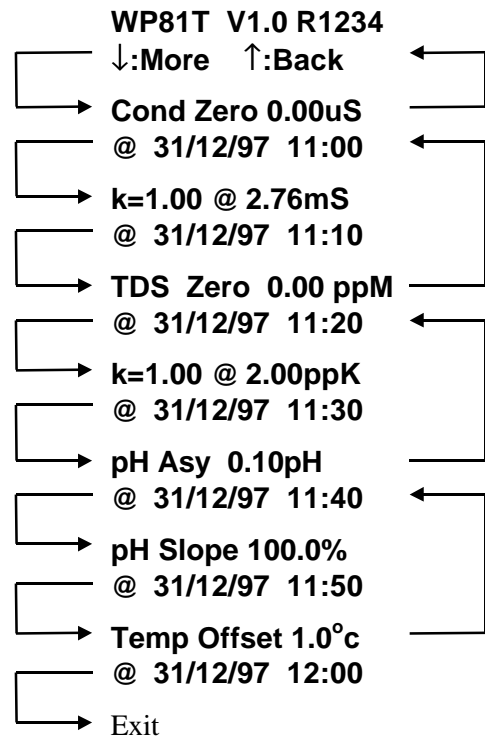 WP81T V1.0 R1234
↓:More ↑:Back
Cond Zero 0.00uS
@ 31/12/97 11:00
k=1.00 @ 2.76mS
@ 31/12/97 11:10
TDS Zero 0.00 ppM
@ 31/12/97 11:20
k=1.00 @ 2.00ppK
@ 31/12/97 11:30
pH Asy 0.10pH
@ 31/12/97 11:40
pH Slope 100.0%
@ 31/12/97 11:50
Temp Offset 1.0°c
@ 31/12/97 12:00
Exit